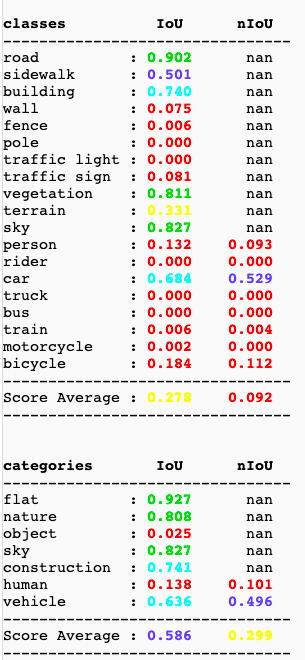 classes IoU nIoU
--------------------------------
road : 0.902 nan
sidewalk : 0.501 nan
building : 0.740 nan
wall : 0.075 nan
fence : 0.006 nan
pole : 0.000 nan
traffic light : 0.000 nan
traffic sign : 0.081 nan
vegetation : 0.811 nan
terrain : 0.331 nan
sky : 0.827 nan
person : 0.132 0.093
rider : 0.000 0.000
car : 0.684 0.529
truck : 0.000 0.000
bus : 0.000 0.000
train : 0.006 0.004
motorcycle : 0.002 0.000
bicycle : 0.184 0.112
--------------------------------
Score Average : 0.278 0.092
--------------------------------
categories IoU nIoU
--------------------------------
flat : 0.927 nan
nature : 0.808 nan
object : 0.025 nan
sky : 0.827 nan
construction : 0.741 nan
human : 0.138 0.101
vehicle : 0.636 0.496
--------------------------------
Score Average : 0.586 0.299
--------------------------------